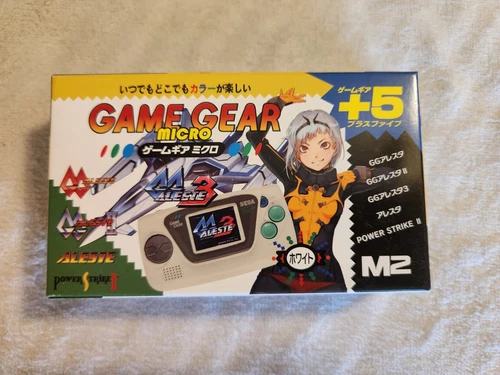 いつでもどこでもカラーが楽しい
GAME GEAR
MICRO
ゲームギア ミクロ
ゲームギア
+5
プラスファイブ
GGアレスタ
GGアレスタ II
GGアレスタ3
アレスタ
POWER STRIKE II
ALESTE 3
SEGA
ALESTE 3
ALESTE
POWER STRIKE II
ホワイト
M2